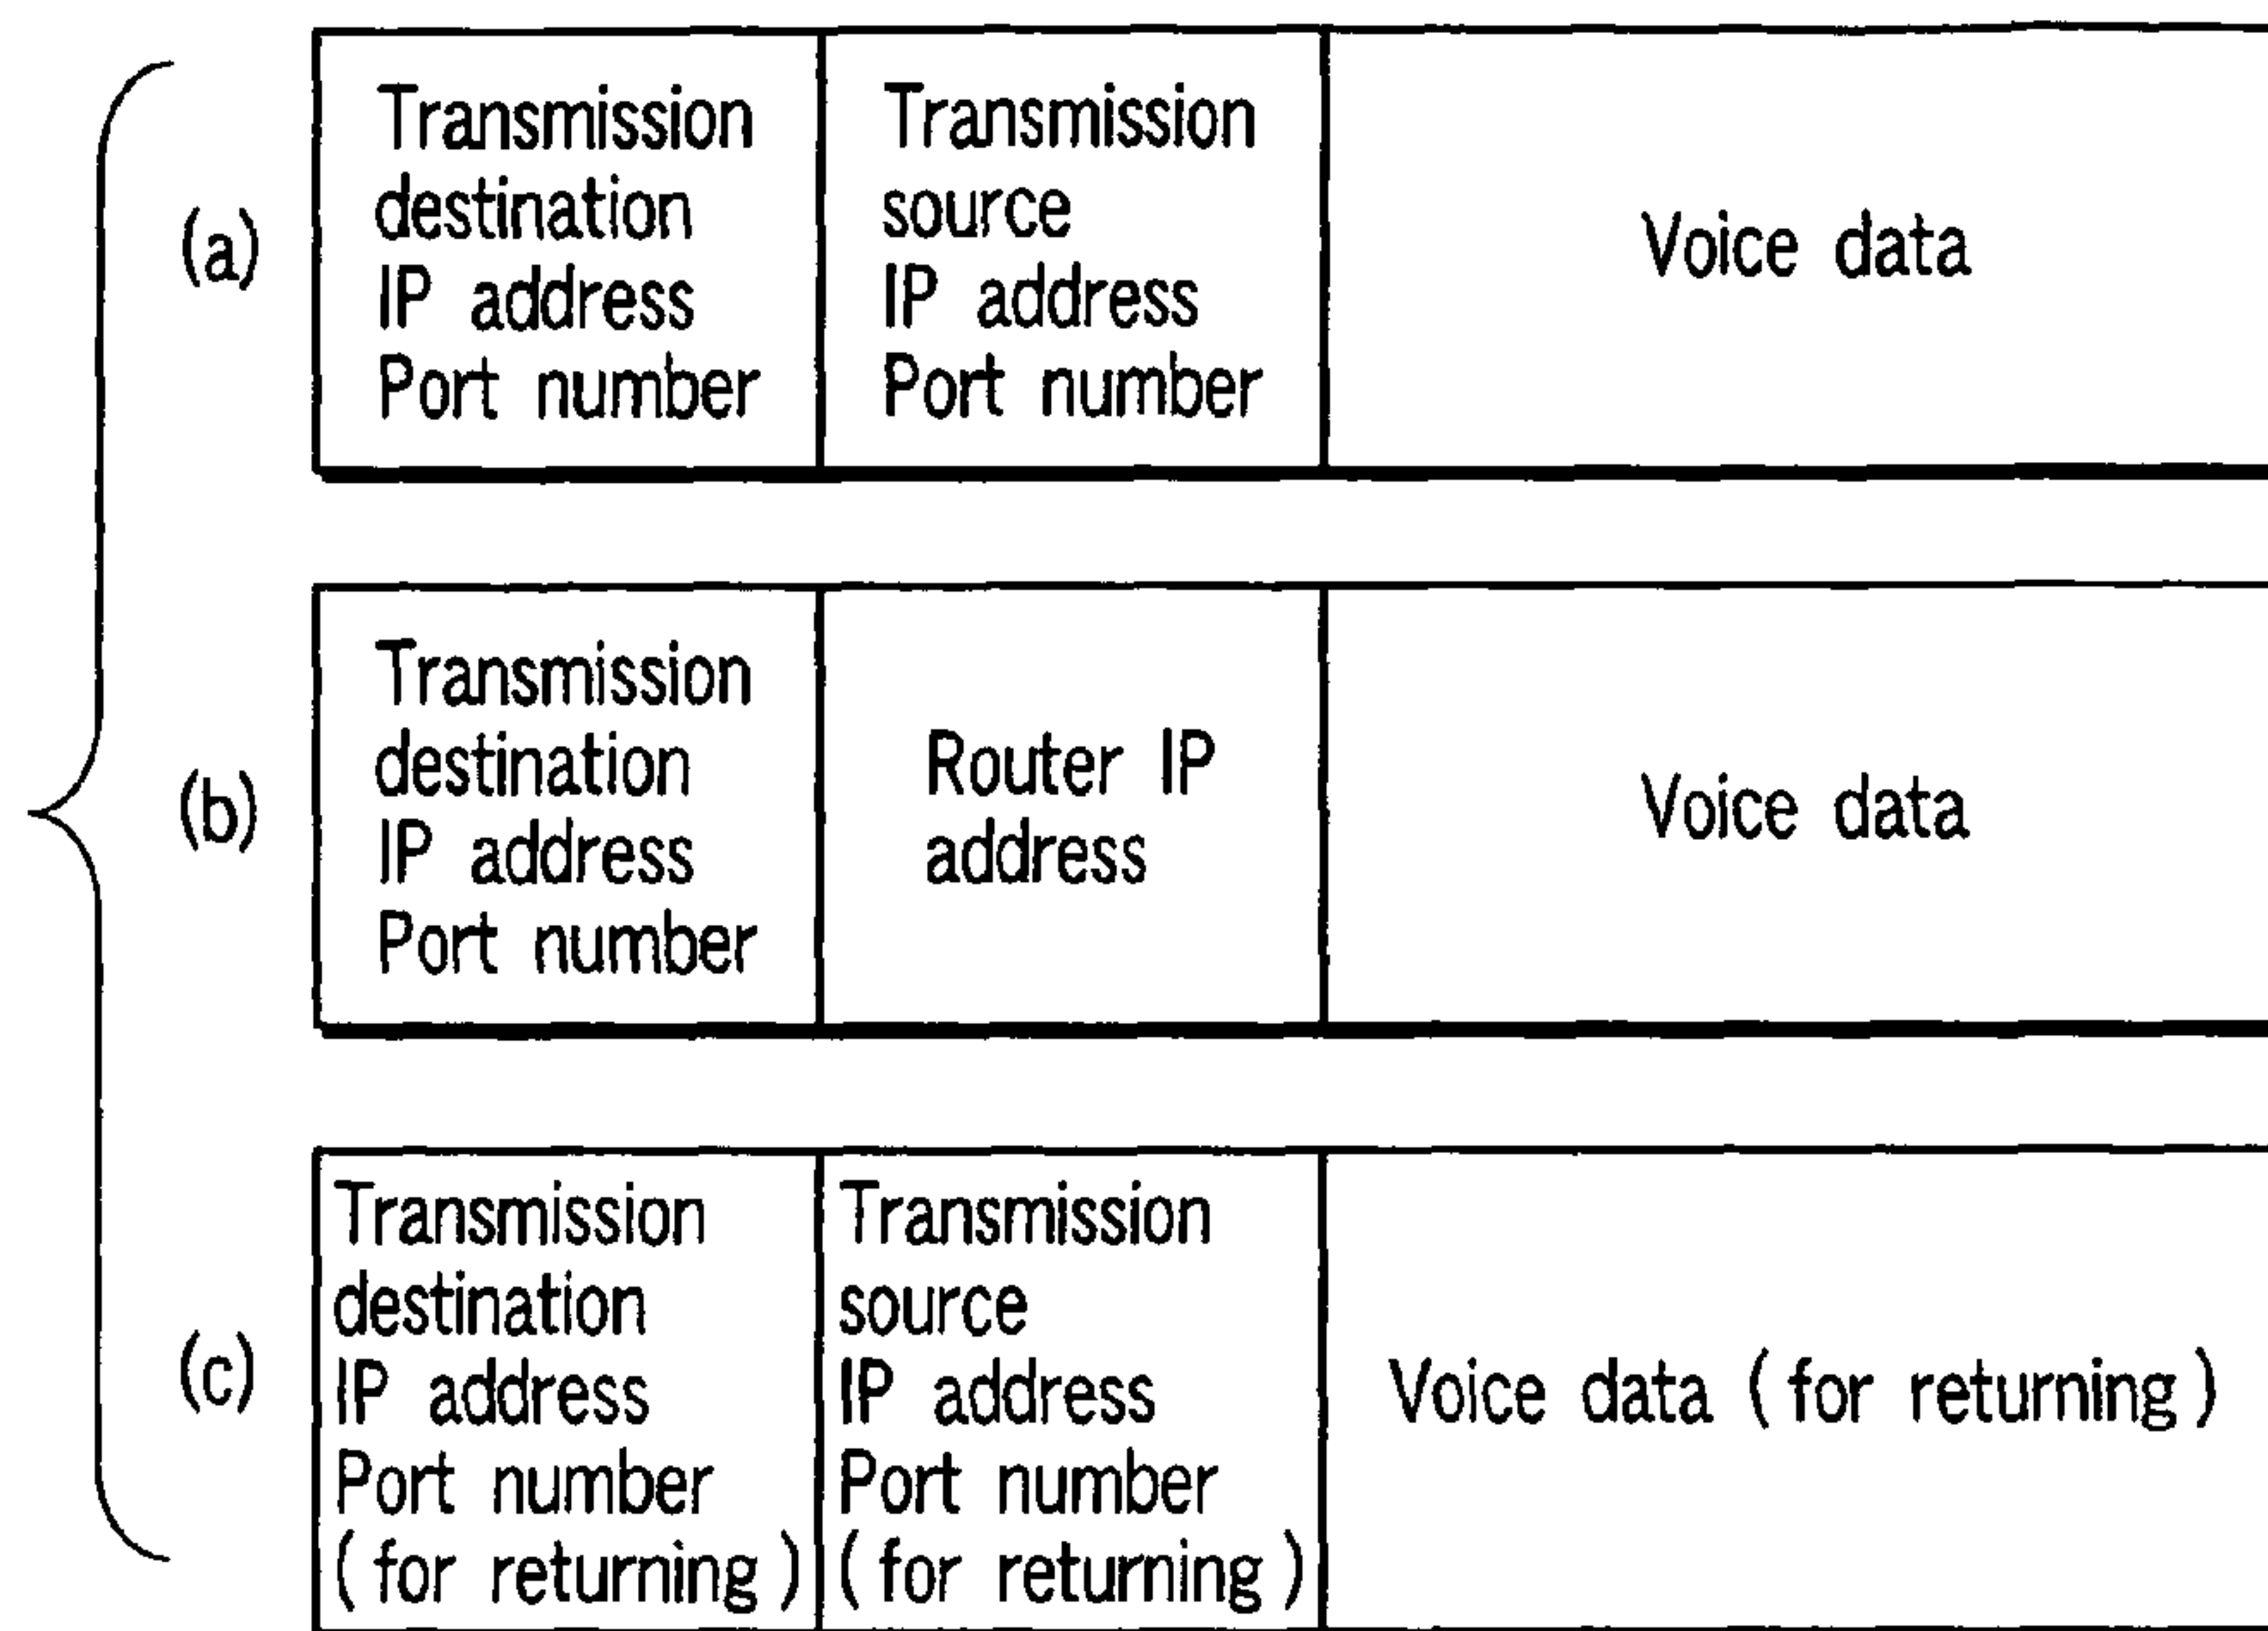 (a)
Transmission
destination
IP address
Port number
Transmission
source
IP address
Port number
Voice data
(b)
Transmission
destination
IP address
Port number
Router IP
address
Voice data
(c)
Transmission
destination
IP address
Port number
(for returning)
Transmission
source
IP address
Port number
(for returning)
Voice data (for returning)